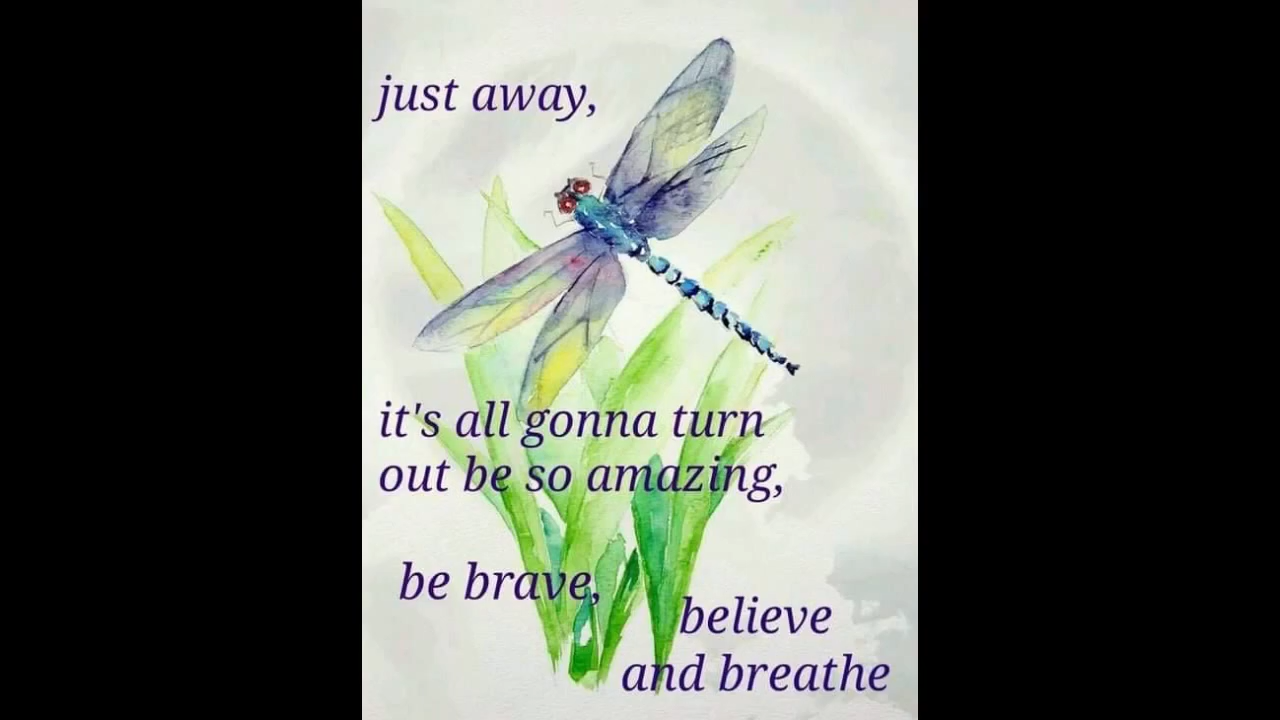 just away,
it's all gonna turn
out be so amazing,
be brave,
believe
and breathe